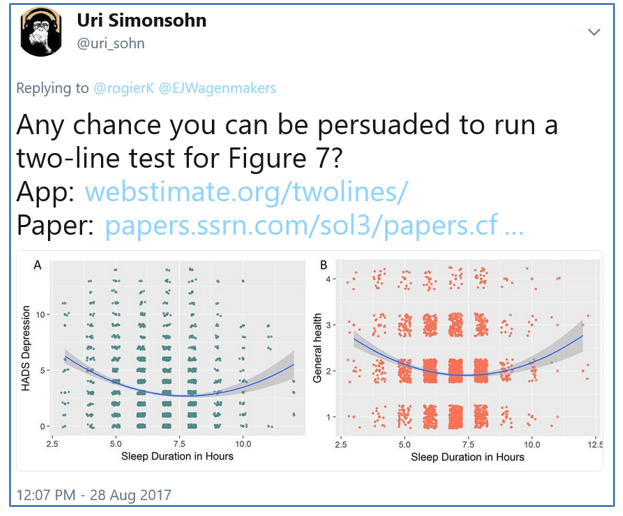 Uri Simonsohn
@uri_sohn
Replying to @rogierK @EJWagenmakers
Any chance you can be persuaded to run a
two-line test for Figure 7?
App: webstimate.org/twolines/
Paper: papers.ssrn.com/sol3/papers.cf ...
A
HADS Depression
10
5
0
2.5 5.0 7.5 10.0
Sleep Duration in Hours
B
General health
4
3
2
1
2.5 5.0 7.5 10.0 12.5
Sleep Duration in Hours
12:07 PM - 28 Aug 2017